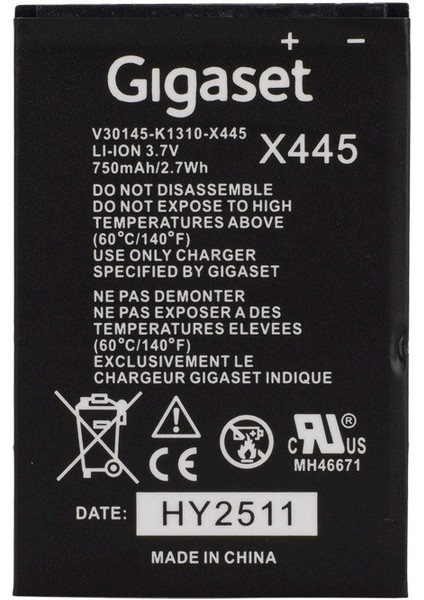 + −
Gigaset
V30145-K1310-X445
LI-ION 3.7V
750mAh/2.7Wh
X445
DO NOT DISASSEMBLE
DO NOT EXPOSE TO HIGH
TEMPERATURES ABOVE
(60°C/140°F)
USE ONLY CHARGER
SPECIFIED BY GIGASET
NE PAS DEMONTER
NE PAS EXPOSER A DES
TEMPERATURES ELEVEES
(60°C/140°F)
EXCLUSIVEMENT LE
CHARGEUR GIGASET INDIQUE
CE
c RU US
MH46671
DATE: HY2511
MADE IN CHINA